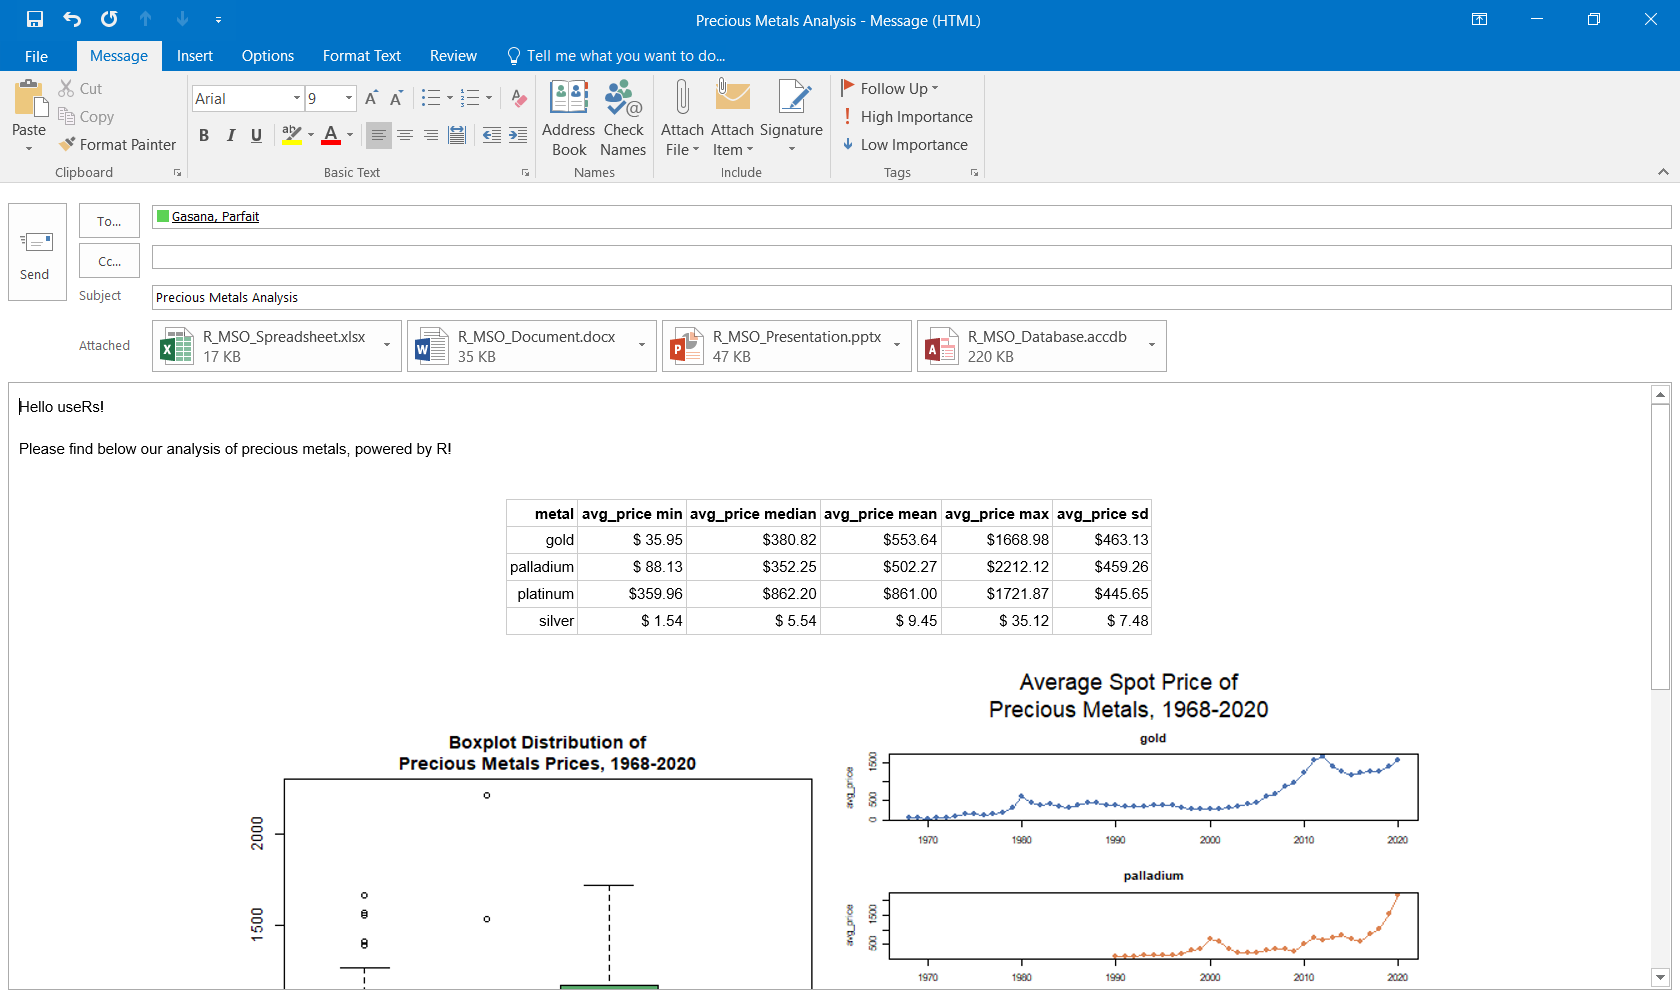 Precious Metals Analysis - Message (HTML)
File Message Insert Options Format Text Review Tell me what you want to do...
Paste
Cut
Copy
Format Painter
Clipboard
Arial 9
B I U ab A A A
Basic Text
Address Book
Check Names
Names
Attach File
Attach Item
Signature
Include
Follow Up
High Importance
Low Importance
Tags
Send
To... Gasana, Parfait
Cc...
Subject Precious Metals Analysis
Attached
R_MSO_Spreadsheet.xlsx
17 KB
R_MSO_Document.docx
35 KB
R_MSO_Presentation.pptx
47 KB
R_MSO_Database.accdb
220 KB
Hello useRs!
Please find below our analysis of precious metals, powered by R!
metal avg_price min avg_price median avg_price mean avg_price max avg_price sd
gold $ 35.95 $380.82 $553.64 $1668.98 $463.13
palladium $ 88.13 $352.25 $502.27 $2212.12 $459.26
platinum $359.96 $862.20 $861.00 $1721.87 $445.65
silver $ 1.54 $ 5.54 $ 9.45 $ 35.12 $ 7.48
Boxplot Distribution of
Precious Metals Prices, 1968-2020
2000
1500
Average Spot Price of
Precious Metals, 1968-2020
gold
avg_price
1500
500
0
1970 1980 1990 2000 2010 2020
palladium
avg_price
1500
500
1970 1980 1990 2000 2010 2020